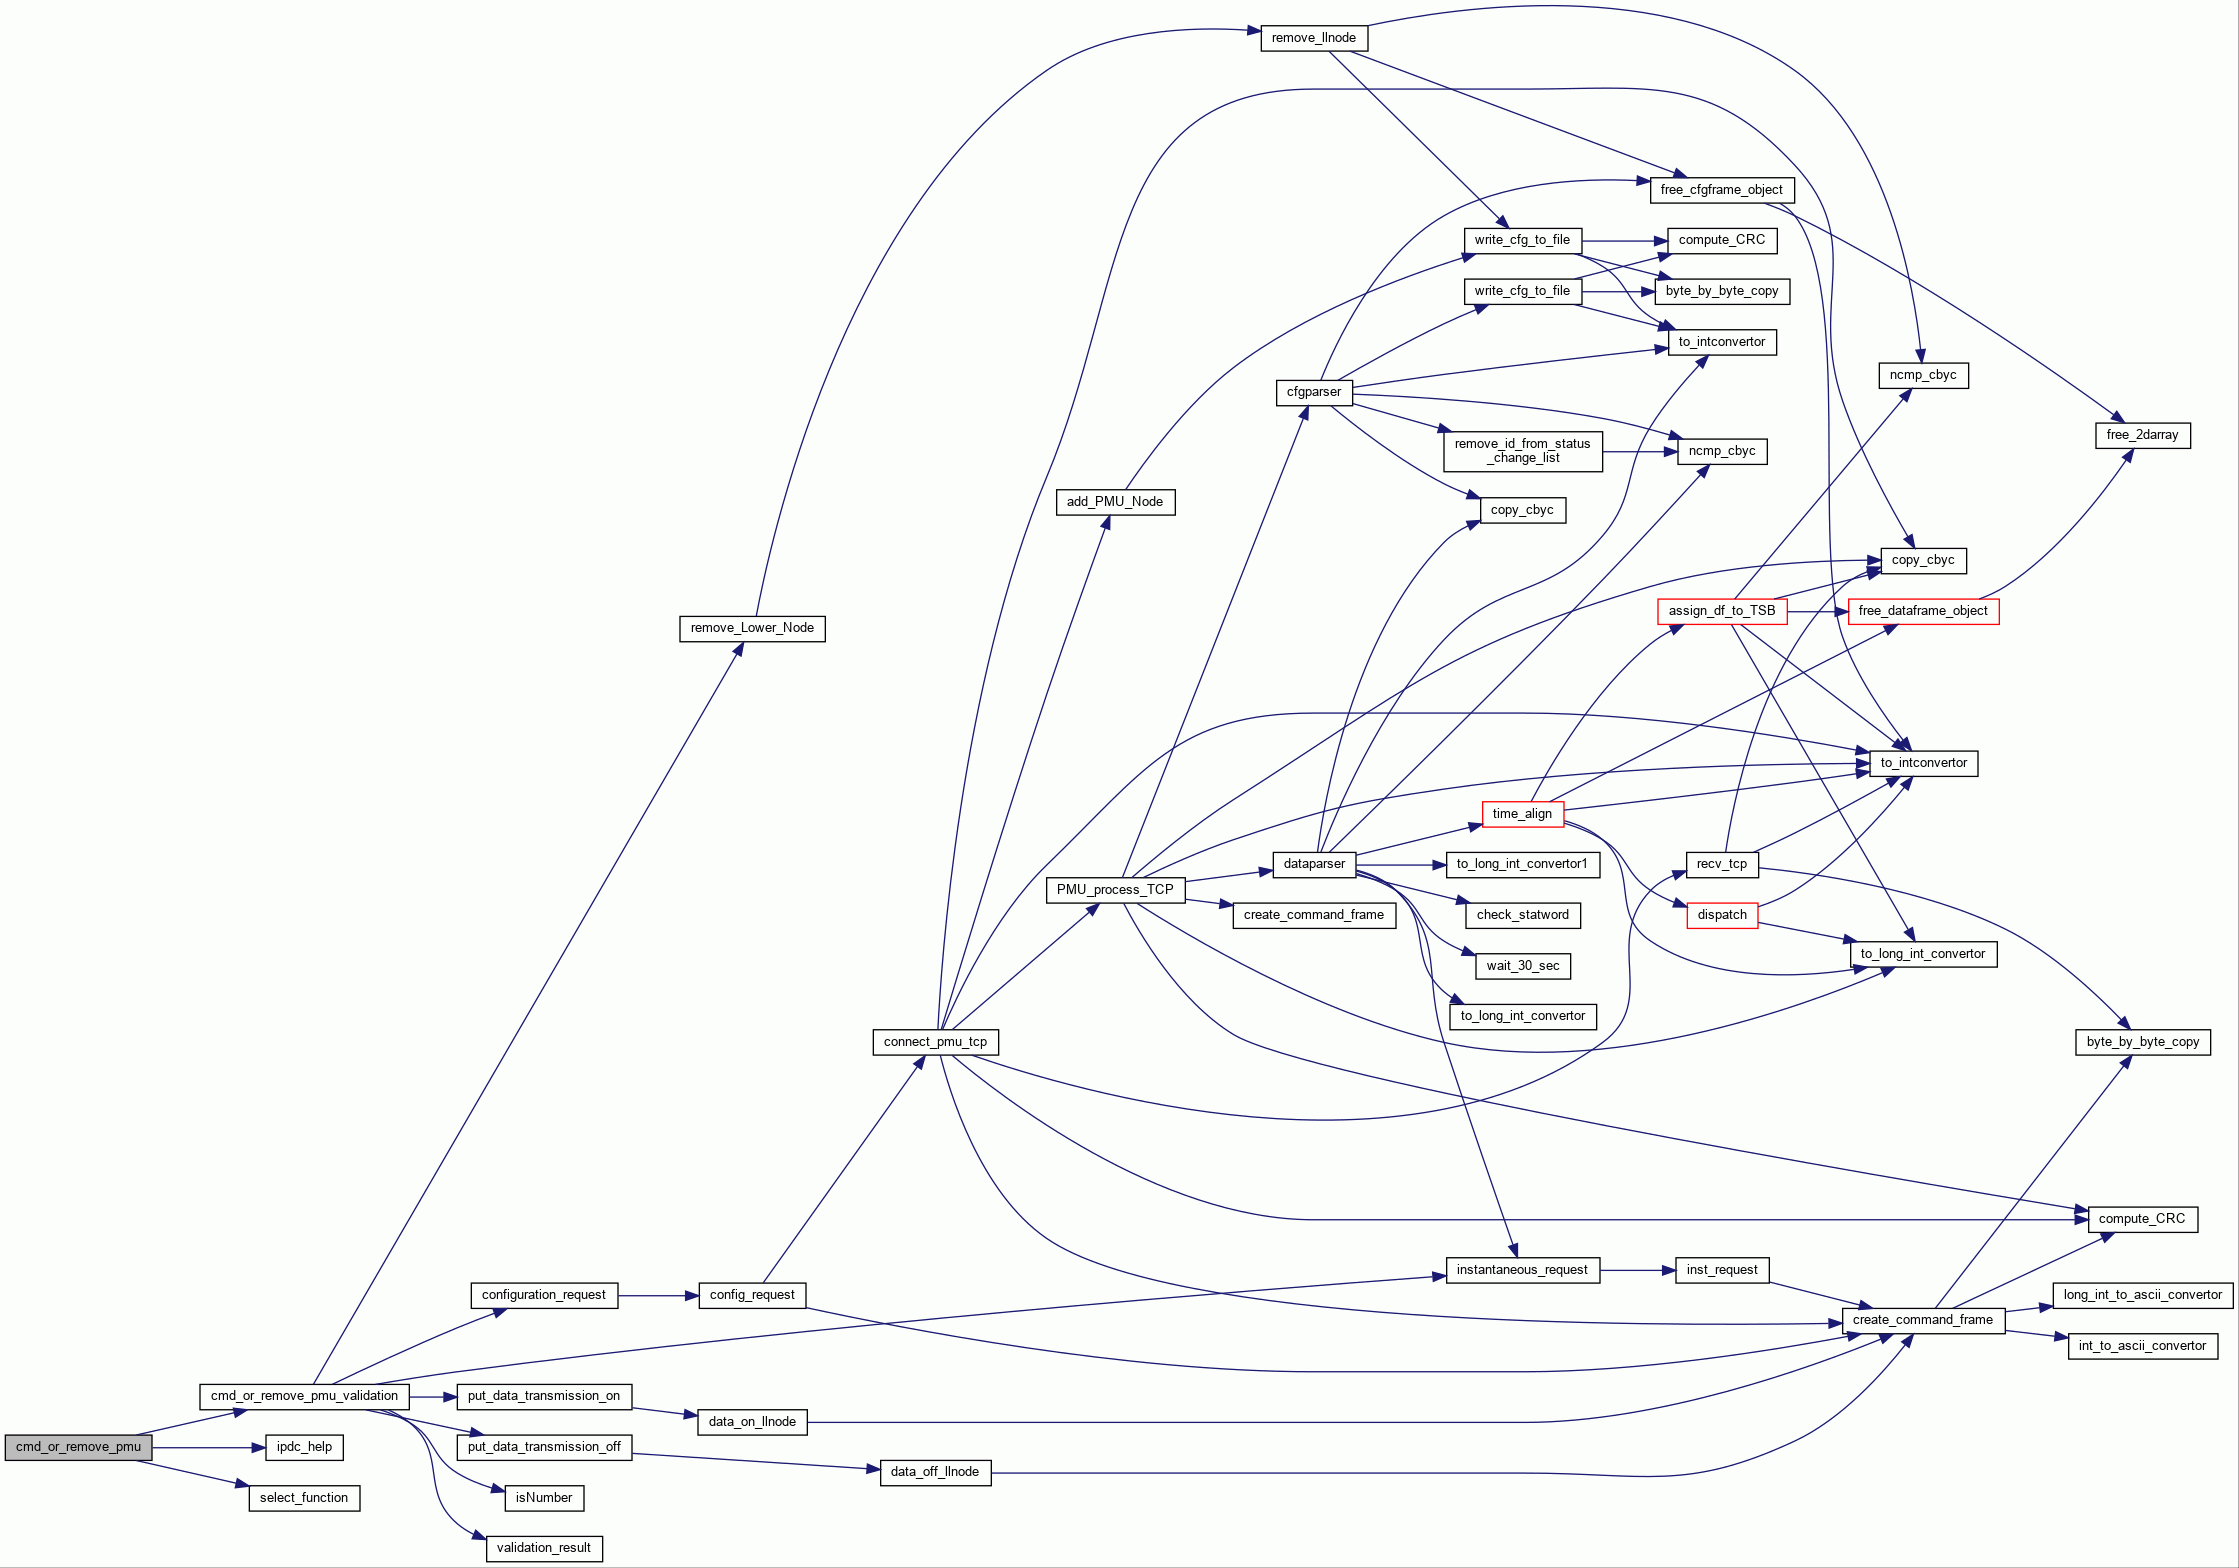 remove_llnode
free_cfgframe_object
write_cfg_to_file
compute_CRC
write_cfg_to_file
byte_by_byte_copy
to_intconvertor
ncmp_cbyc
cfgparser
free_2darray
remove_id_from_status
_change_list
ncmp_cbyc
add_PMU_Node
copy_cbyc
copy_cbyc
assign_df_to_TSB
free_dataframe_object
remove_Lower_Node
to_intconvertor
time_align
dataparser
to_long_int_convertor1
recv_tcp
PMU_process_TCP
create_command_frame
check_statword
dispatch
wait_30_sec
to_long_int_convertor
to_long_int_convertor
connect_pmu_tcp
byte_by_byte_copy
compute_CRC
instantaneous_request
inst_request
configuration_request
config_request
long_int_to_ascii_convertor
create_command_frame
int_to_ascii_convertor
cmd_or_remove_pmu_validation
put_data_transmission_on
data_on_llnode
cmd_or_remove_pmu
ipdc_help
put_data_transmission_off
data_off_llnode
select_function
isNumber
validation_result